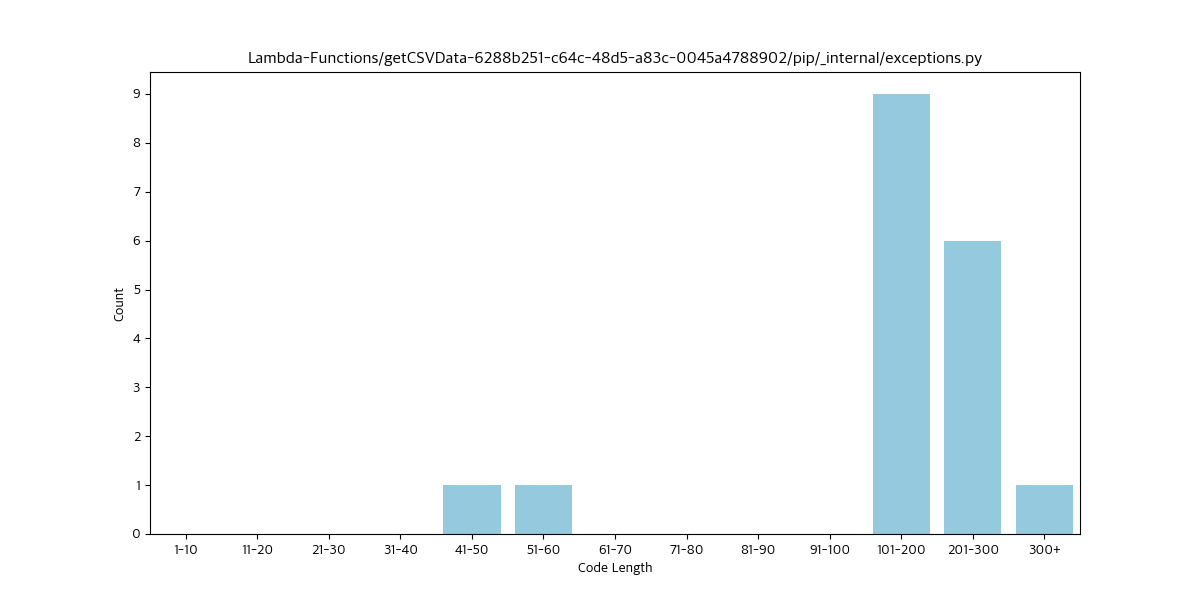 Lambda-Functions/getCSVData-6288b251-c64c-48d5-a83c-0045a4788902/pip/_internal/exceptions.py
9
8
7
6
5
4
3
2
1
0
Count
1-10 11-20 21-30 31-40 41-50 51-60 61-70 71-80 81-90 91-100 101-200 201-300 300+
Code Length